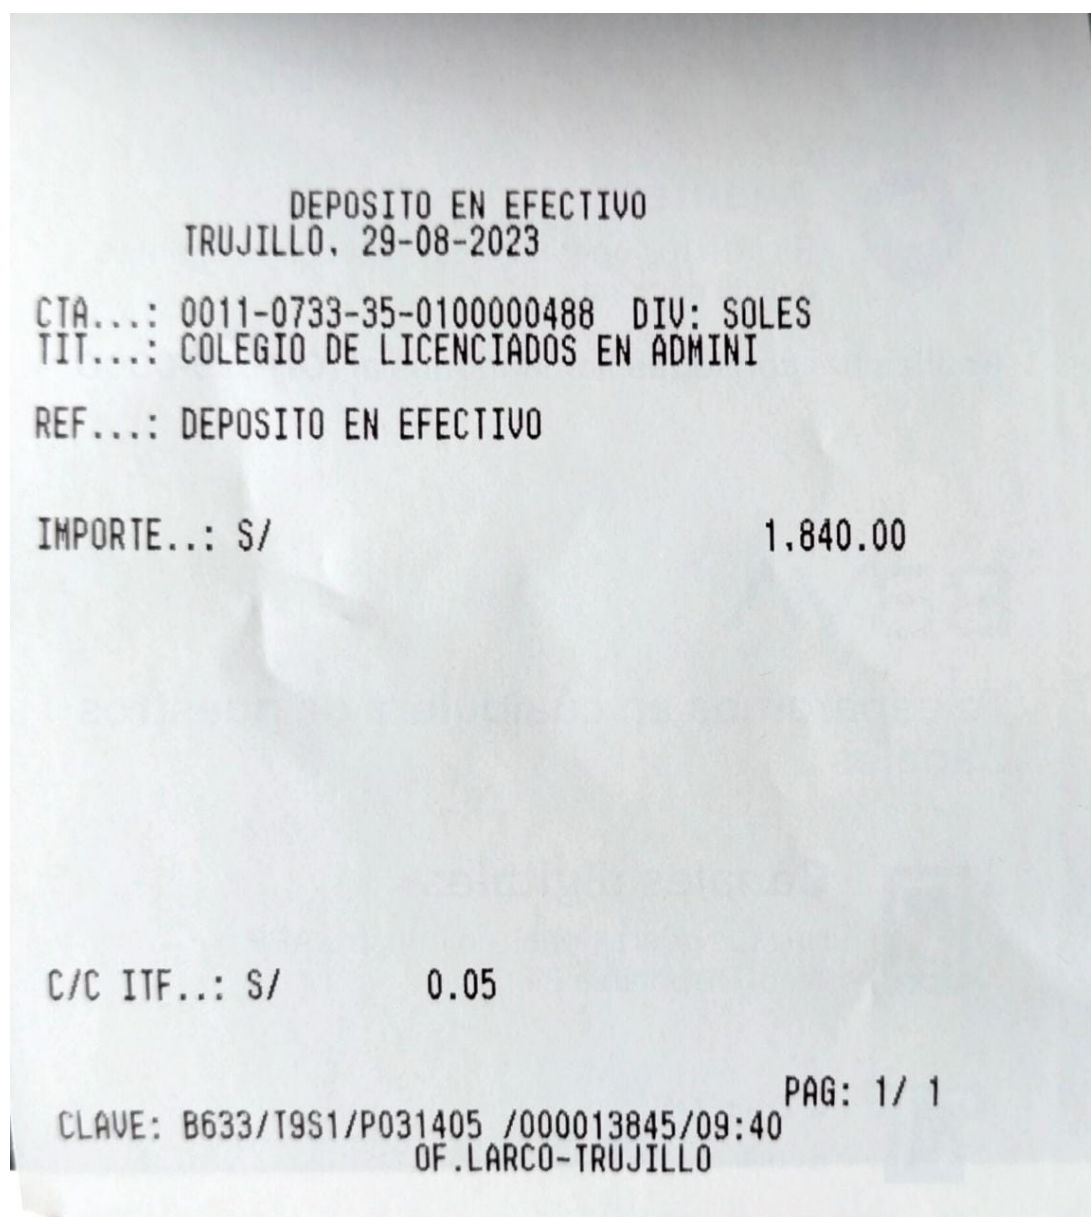 DEPOSITO EN EFECTIVO
TRUJILLO, 29-08-2023
CTA...: 0011-0733-35-0100000488 DIV: SOLES
TIT...: COLEGIO DE LICENCIADOS EN ADMINI
REF...: DEPOSITO EN EFECTIVO
IMPORTE..: S/ 1,840.00
C/C ITF..: S/ 0.05
PAG: 1/ 1
CLAVE: B633/T9S1/P031405 /000013845/09:40
OF.LARCO-TRUJILLO